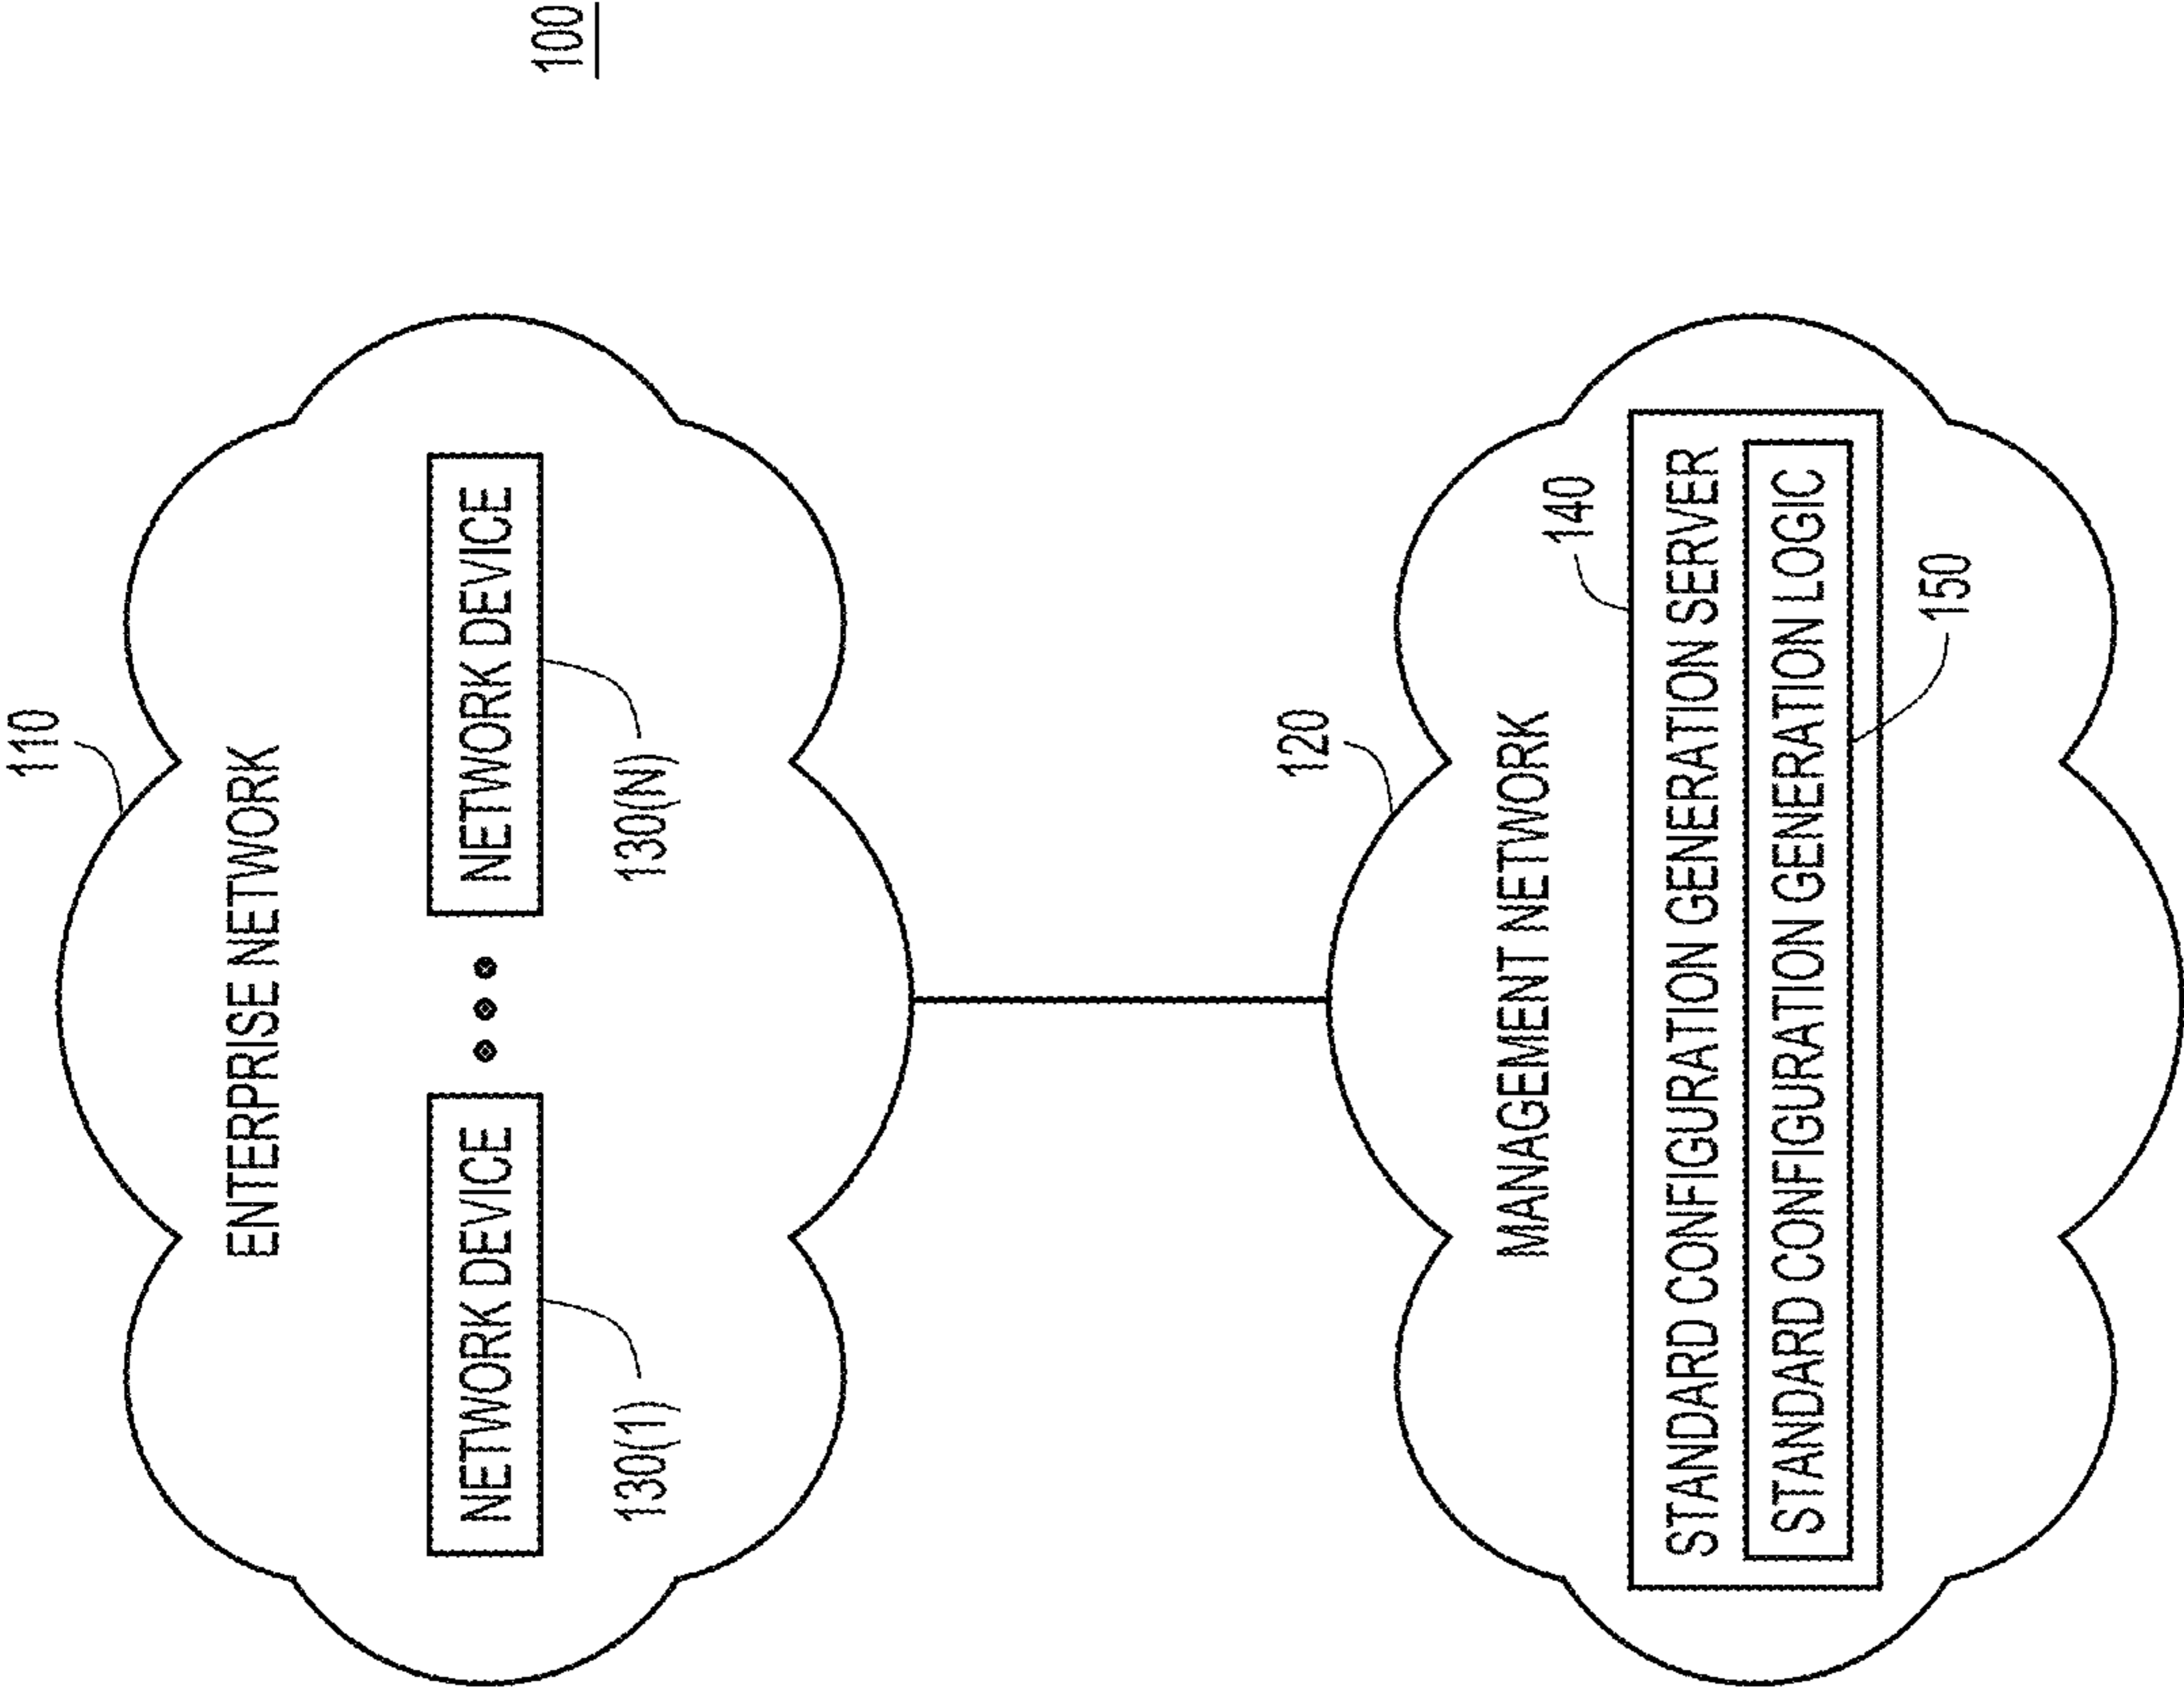 100
110
ENTERPRISE NETWORK
NETWORK DEVICE
NETWORK DEVICE
130(1)
130(N)
120
MANAGEMENT NETWORK
140
STANDARD CONFIGURATION GENERATION SERVER
STANDARD CONFIGURATION GENERATION LOGIC
150